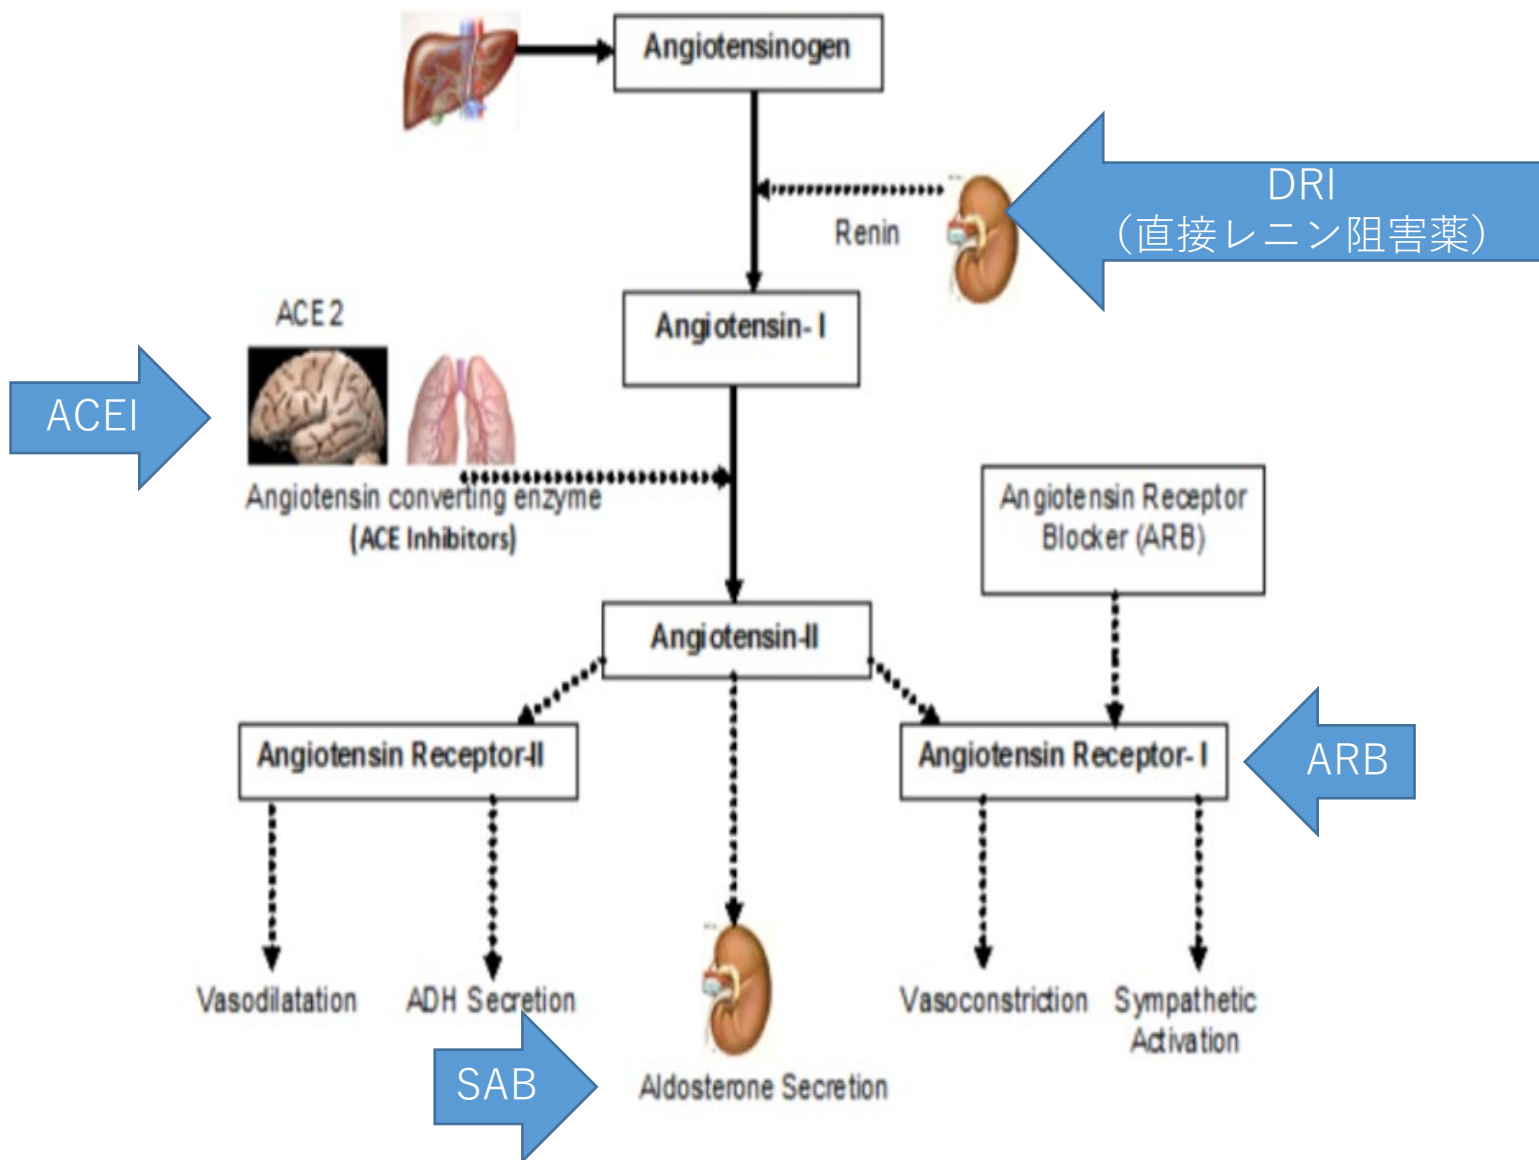 Angiotensinogen
DRI
（直接レニン阻害薬）
Renin
ACE 2
Angiotensin- I
ACEI
Angiotensin converting enzyme
(ACE Inhibitors)
Angiotensin Receptor
Blocker (ARB)
Angiotensin-II
Angiotensin Receptor-II
Angiotensin Receptor- I
ARB
Vasodilatation
ADH Secretion
Vasoconstriction
Sympathetic
Activation
SAB
Aldosterone Secretion